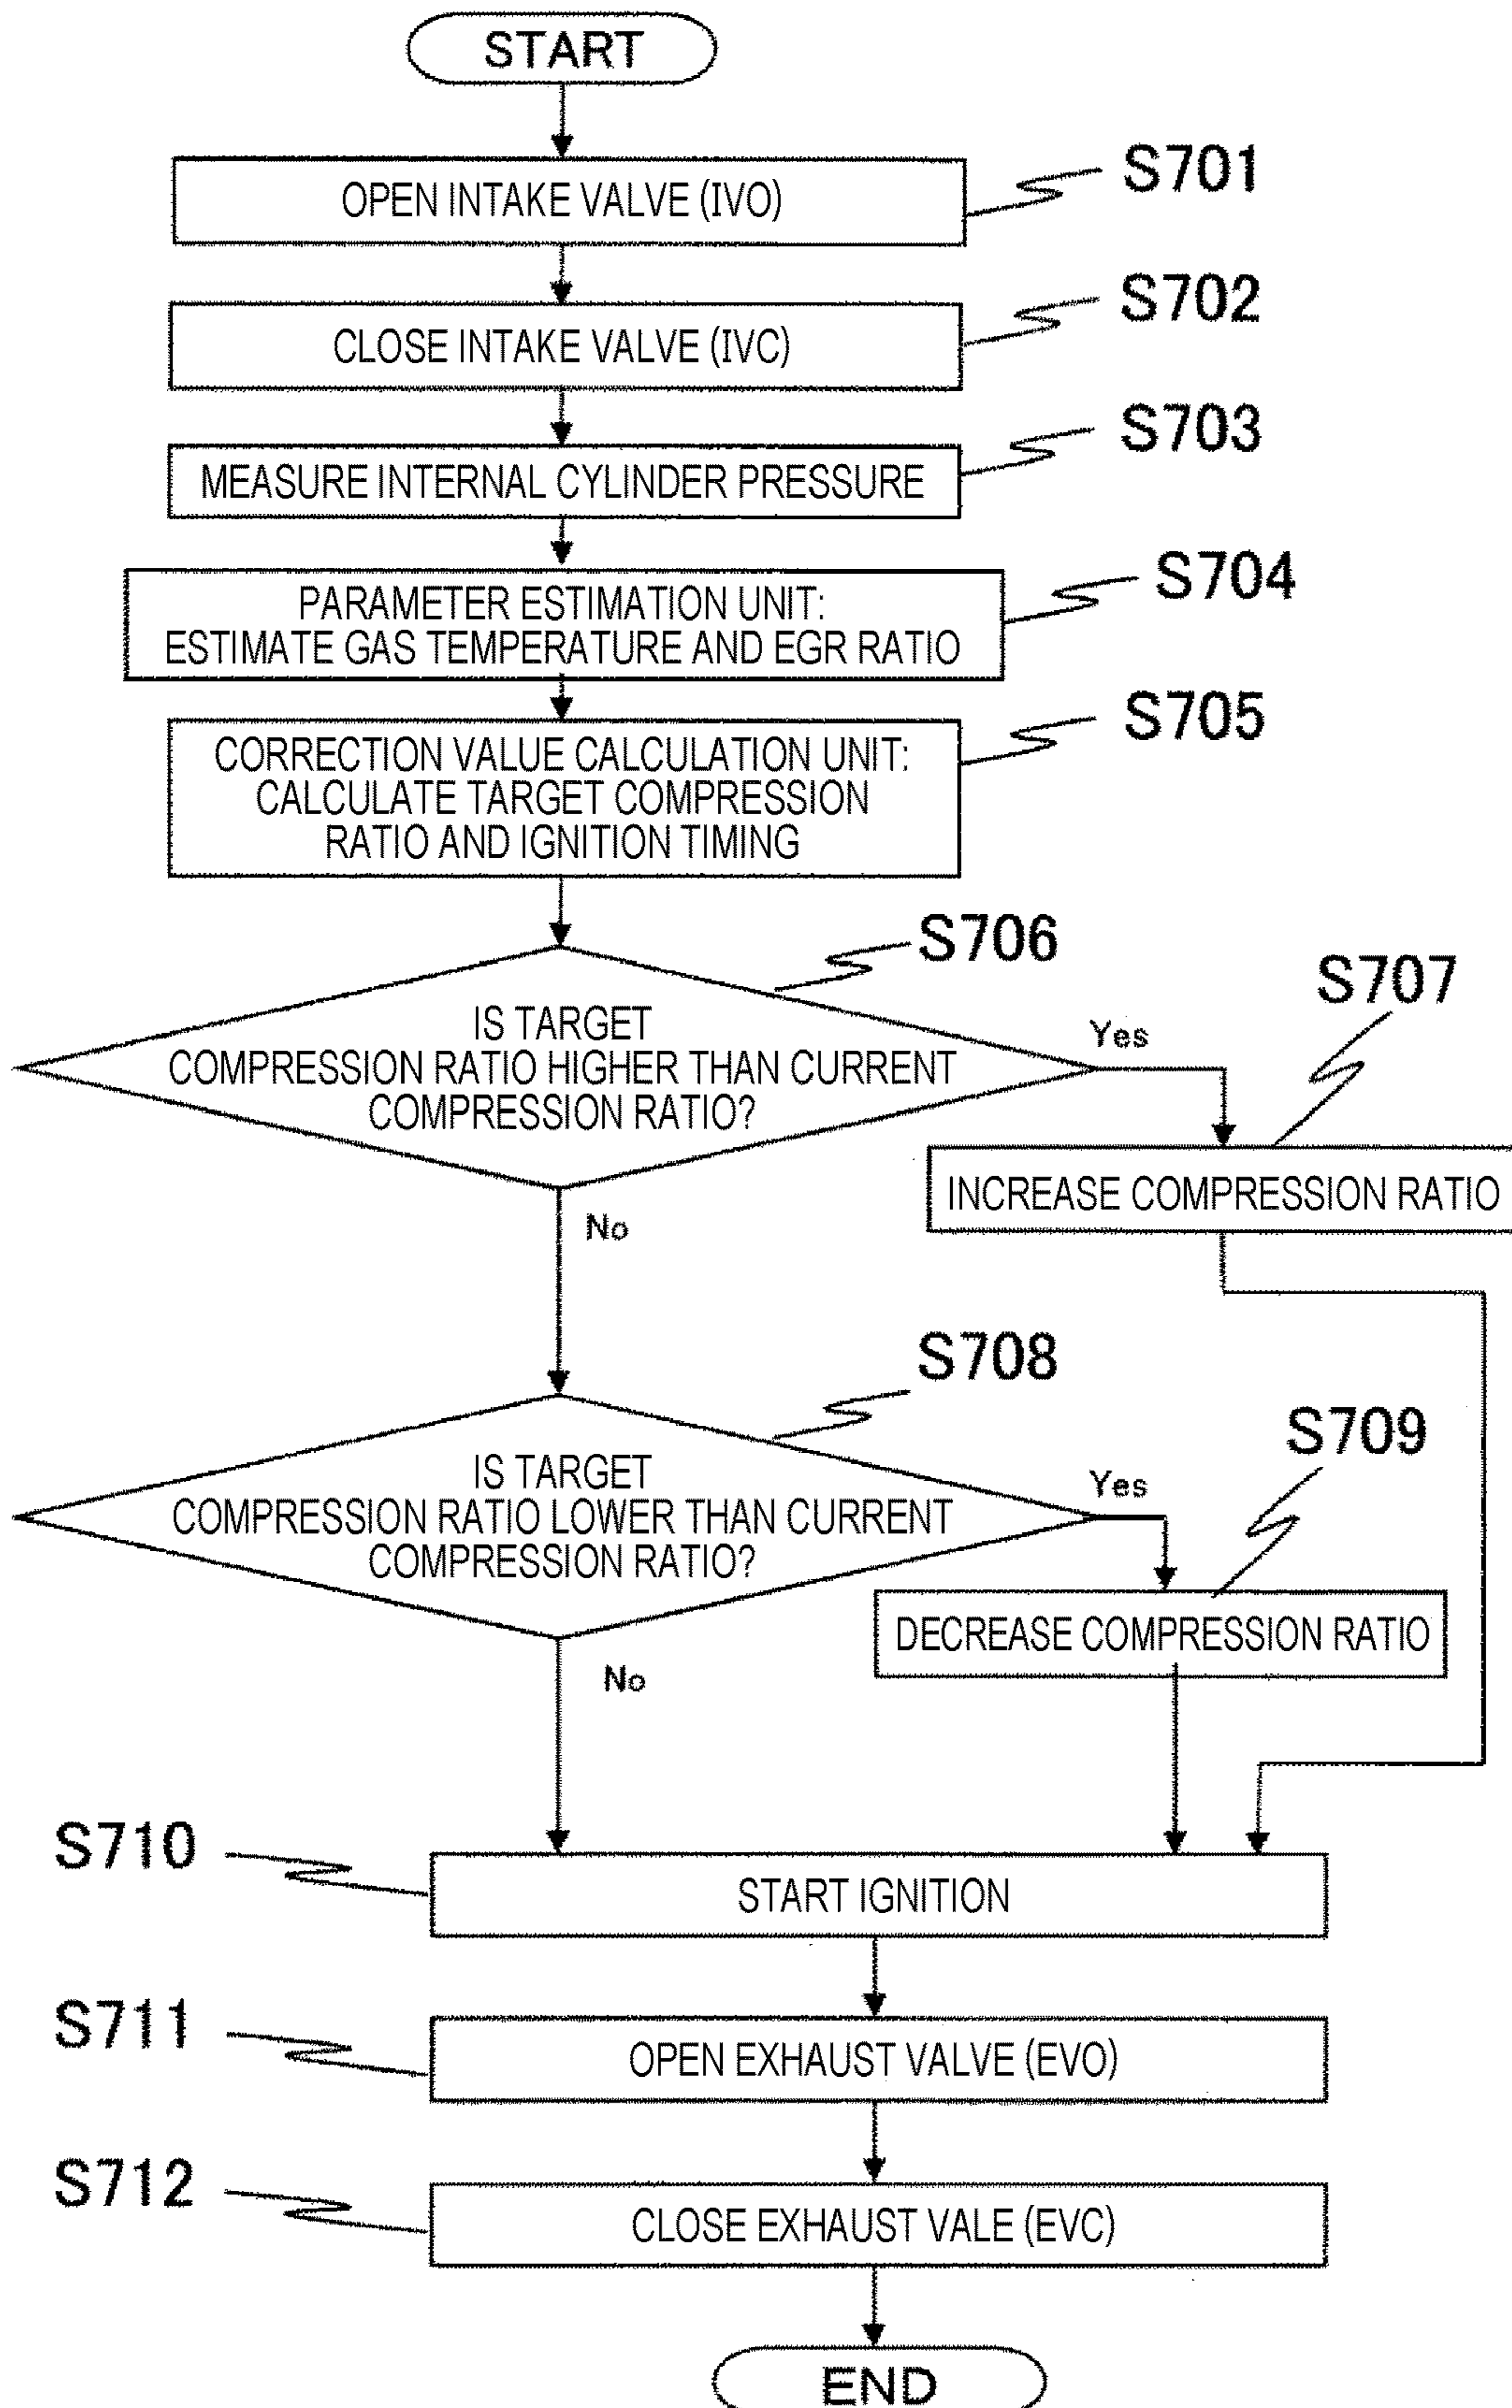 START
OPEN INTAKE VALVE (IVO)
S701
CLOSE INTAKE VALVE (IVC)
S702
MEASURE INTERNAL CYLINDER PRESSURE
S703
PARAMETER ESTIMATION UNIT:
ESTIMATE GAS TEMPERATURE AND EGR RATIO
S704
CORRECTION VALUE CALCULATION UNIT:
CALCULATE TARGET COMPRESSION
RATIO AND IGNITION TIMING
S705
S706
IS TARGET
COMPRESSION RATIO HIGHER THAN CURRENT
COMPRESSION RATIO?
Yes
S707
INCREASE COMPRESSION RATIO
No
S708
IS TARGET
COMPRESSION RATIO LOWER THAN CURRENT
COMPRESSION RATIO?
Yes
S709
DECREASE COMPRESSION RATIO
No
S710
START IGNITION
S711
OPEN EXHAUST VALVE (EVO)
S712
CLOSE EXHAUST VALE (EVC)
END